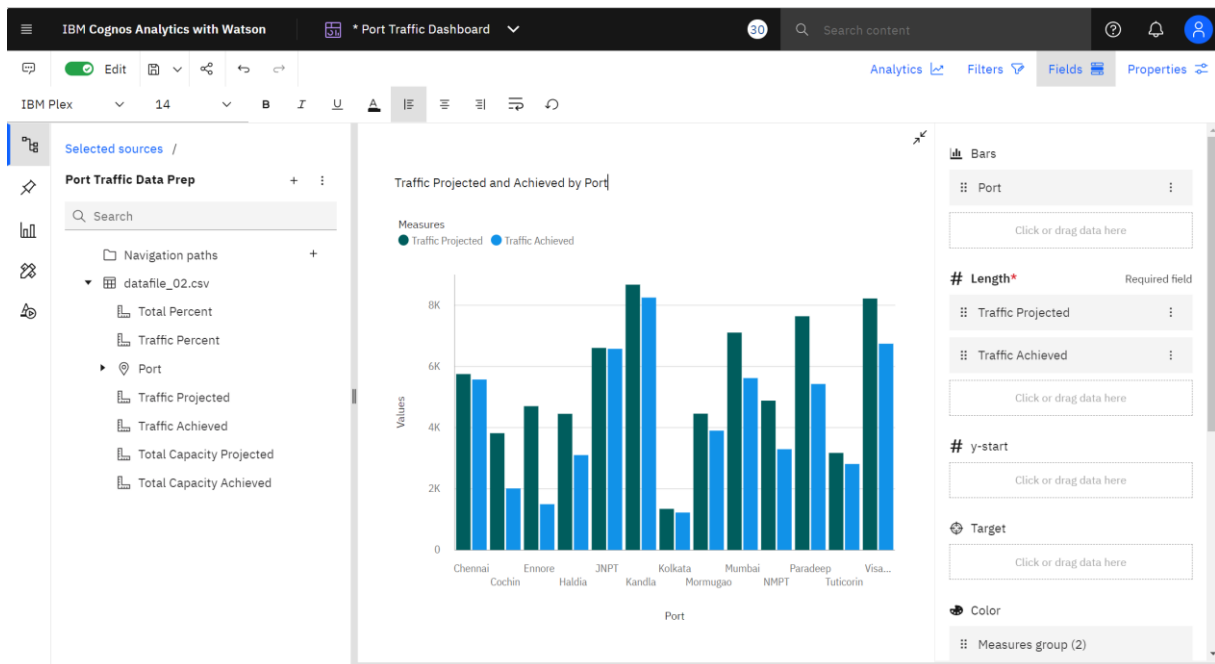 IBM Cognos Analytics with Watson
* Port Traffic Dashboard
30
Search content
Edit
Analytics
Filters
Fields
Properties
IBM Plex
14
B
I
U
A
Selected sources /
Port Traffic Data Prep
Search
Navigation paths
datafile_02.csv
Total Percent
Traffic Percent
Port
Traffic Projected
Traffic Achieved
Total Capacity Projected
Total Capacity Achieved
Traffic Projected and Achieved by Port
Measures
Traffic Projected
Traffic Achieved
Values
8K
6K
4K
2K
0
Chennai
Cochin
Ennore
Haldia
JNPT
Kandla
Kolkata
Mormugao
Mumbai
NMPT
Paradeep
Tuticorin
Visa...
Port
Bars
Port
Click or drag data here
# Length*
Required field
Traffic Projected
Traffic Achieved
Click or drag data here
# y-start
Click or drag data here
Target
Click or drag data here
Color
Measures group (2)